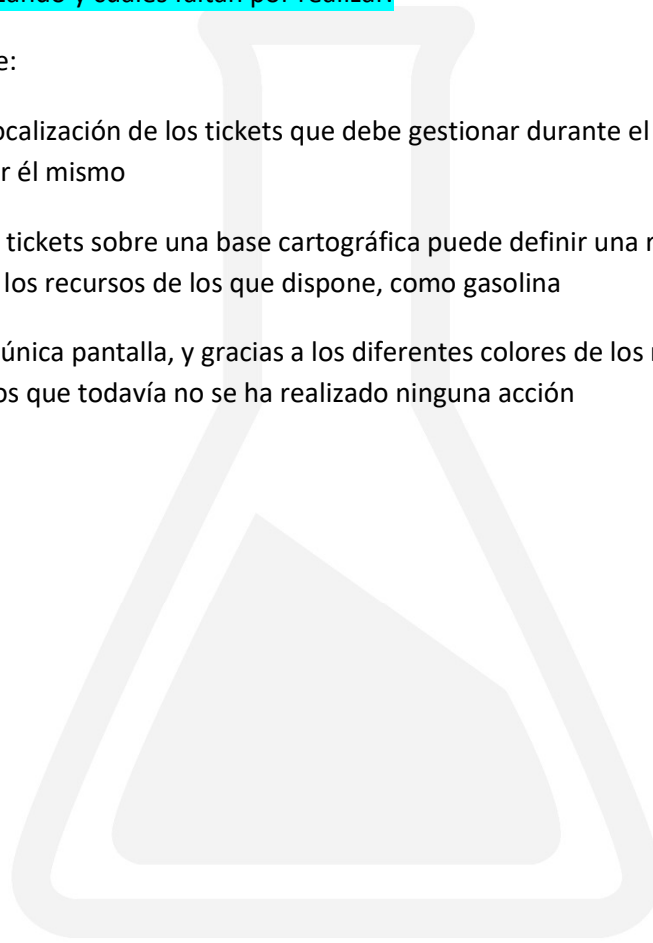 y cuáles faltan por realizar.
e:
ocalización de los tickets que debe gestionar durante el
r él mismo
tickets sobre una base cartográfica puede definir una r
los recursos de los que dispone, como gasolina
única pantalla, y gracias a los diferentes colores de los
os que todavía no se ha realizado ninguna acción